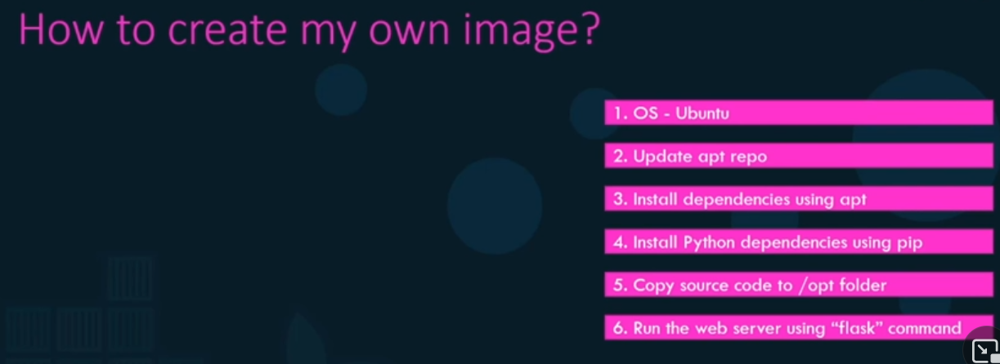 How to create my own image?
1. OS - Ubuntu
2. Update apt repo
3. Install dependencies using apt
4. Install Python dependencies using pip
5. Copy source code to /opt folder
6. Run the web server using “flask” command